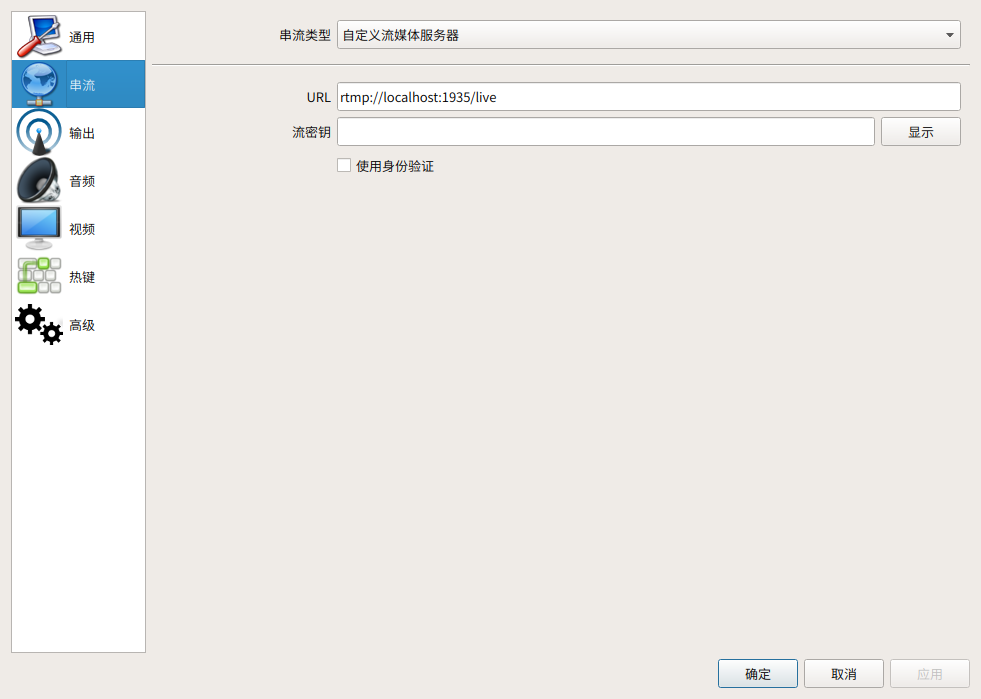 通用
串流
输出
音频
视频
热键
高级
串流类型 自定义流媒体服务器
URL rtmp://localhost:1935/live
流密钥 显示
使用身份验证
确定 取消 应用